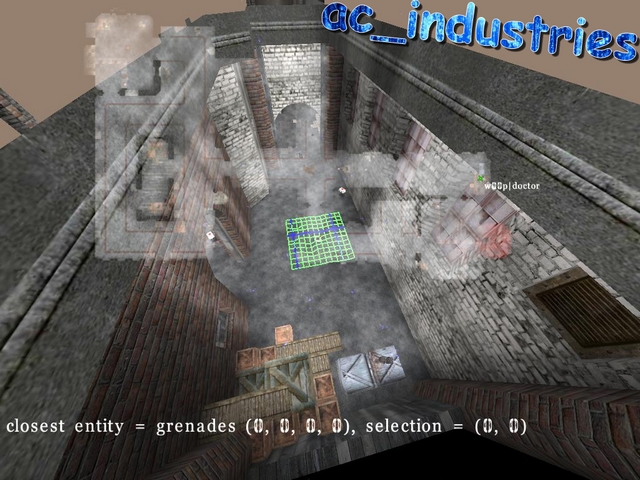 ac_industries
w00p|doctor
closest entity = grenades (0, 0, 0, 0), selection = (0, 0)